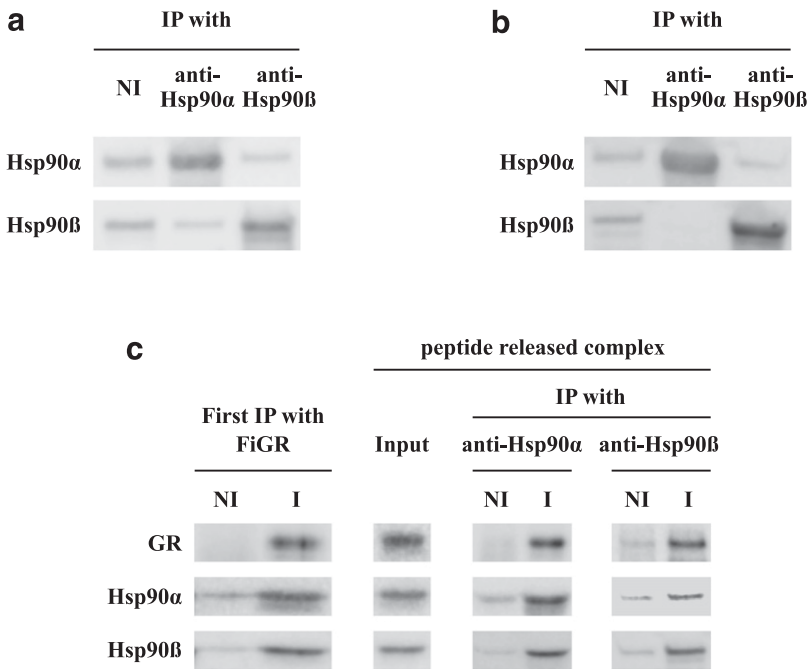 a
IP with
NI anti-Hsp90α anti-Hsp90ß
Hsp90α
Hsp90ß
b
IP with
NI anti-Hsp90α anti-Hsp90ß
Hsp90α
Hsp90ß
c
peptide released complex
IP with
First IP with FiGR
Input
anti-Hsp90α anti-Hsp90ß
NI I NI I NI I
GR
Hsp90α
Hsp90ß